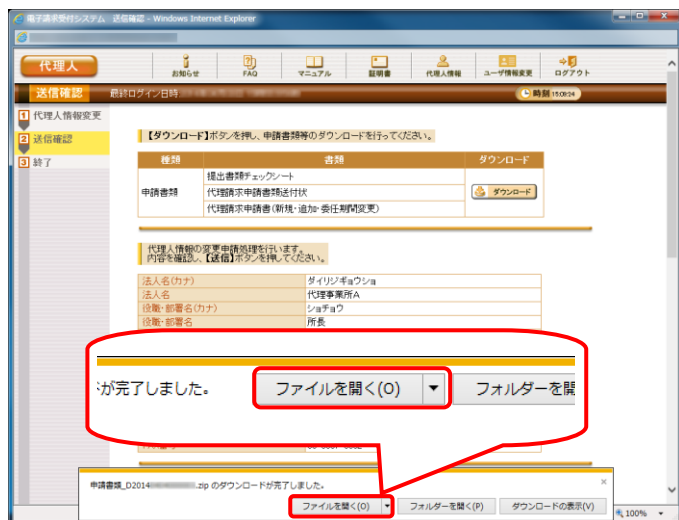 電子請求受付システム 送信確認 - Windows Internet Explorer
代理人
お知らせ FAQ マニュアル 証明書 代理人情報 ユーザ情報変更 ログアウト
送信確認 最終ログイン日時
時刻 15:09:24
1 代理人情報変更
2 送信確認
3 終了
【ダウンロード】ボタンを押し、申請書類等のダウンロードを行ってください。
種類 書類 ダウンロード
提出書類チェックシート
申請書類 代理請求申請書類送付状 ダウンロード
代理請求申請書(新規・追加・委任期間変更)
代理人情報の変更申請処理を行います。
内容を確認し、【送信】ボタンを押してください。
法人名(カナ) ダイリジギョウショ
法人名 代理事業所A
役職・部署名(カナ) ショチョウ
役職・部署名 所長
が完了しました。 ファイルを開く(O) ▼ フォルダーを開
申請書類_D2014 .zip のダウンロードが完了しました。 ×
ファイルを開く(O) ▼ フォルダーを開く(P) ダウンロードの表示(V)
100%